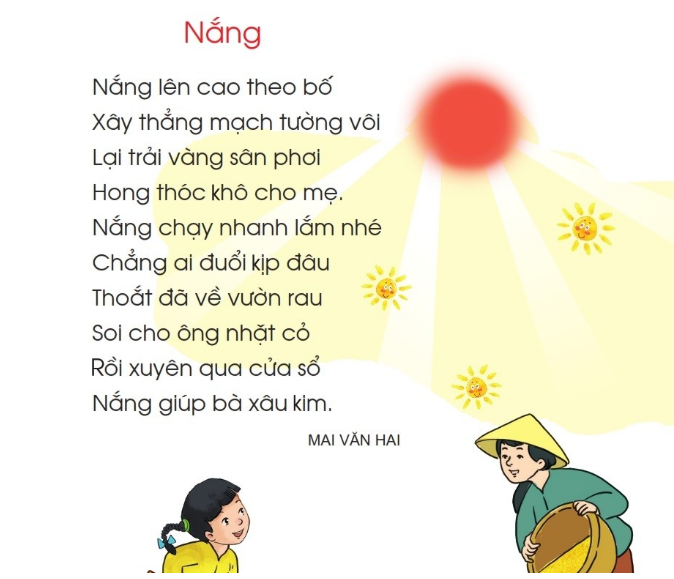 Nắng
Nắng lên cao theo bố
Xây thẳng mạch tường vôi
Lại trải vàng sân phơi
Hong thóc khô cho mẹ.
Nắng chạy nhanh lắm nhé
Chẳng ai đuổi kịp đâu
Thoắt đã về vườn rau
Soi cho ông nhặt cỏ
Rồi xuyên qua cửa sổ
Nắng giúp bà xâu kim.
MAI VĂN HAI